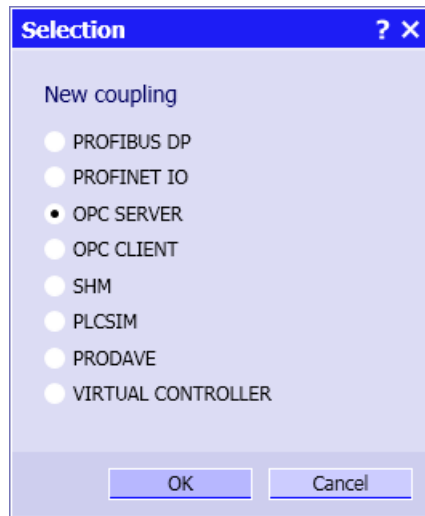 Selection ? ×
New coupling
PROFIBUS DP
PROFINET IO
OPC SERVER
OPC CLIENT
SHM
PLCSIM
PRODAVE
VIRTUAL CONTROLLER
OK Cancel